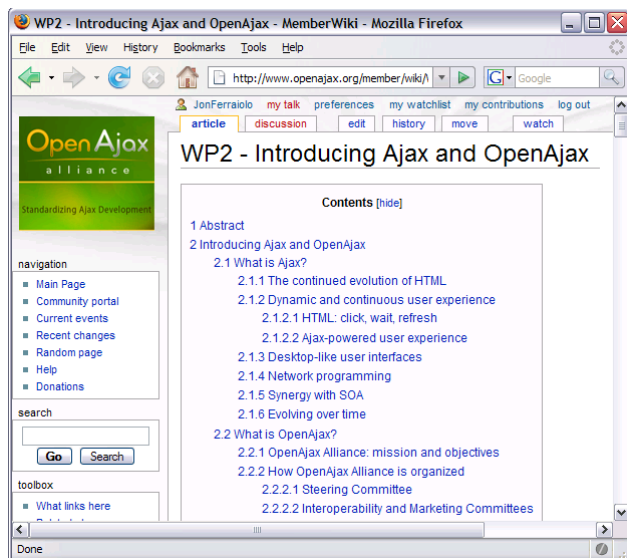 WP2 - Introducing Ajax and OpenAjax - MemberWiki - Mozilla Firefox
File Edit View History Bookmarks Tools Help
http://www.openajax.org/member/wiki/
G Google
JonFerraiolo my talk preferences my watchlist my contributions log out
article discussion edit history move watch
Open Ajax
alliance
Standardizing Ajax Development
navigation
Main Page
Community portal
Current events
Recent changes
Random page
Help
Donations
search
Go Search
toolbox
What links here
WP2 - Introducing Ajax and OpenAjax
Contents [hide]
1 Abstract
2 Introducing Ajax and OpenAjax
2.1 What is Ajax?
2.1.1 The continued evolution of HTML
2.1.2 Dynamic and continuous user experience
2.1.2.1 HTML: click, wait, refresh
2.1.2.2 Ajax-powered user experience
2.1.3 Desktop-like user interfaces
2.1.4 Network programming
2.1.5 Synergy with SOA
2.1.6 Evolving over time
2.2 What is OpenAjax?
2.2.1 OpenAjax Alliance: mission and objectives
2.2.2 How OpenAjax Alliance is organized
2.2.2.1 Steering Committee
2.2.2.2 Interoperability and Marketing Committees
Done